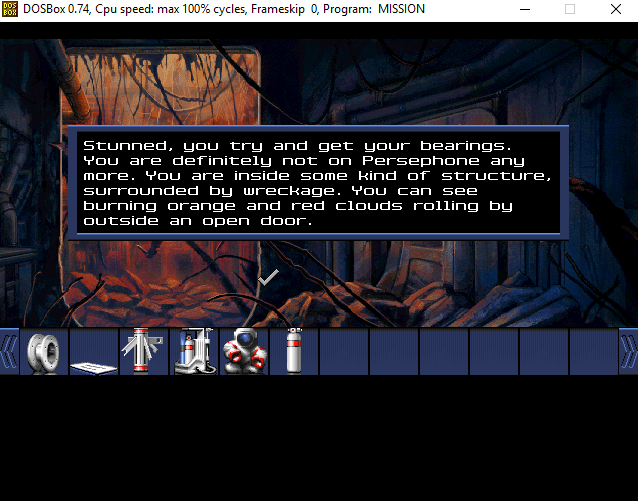 DOS
BOX
DOSBox 0.74, Cpu speed: max 100% cycles, Frameskip 0, Program: MISSION
Stunned, you try and get your bearings.
You are definitely not on Persephone any
more. You are inside some kind of structure,
surrounded by wreckage. You can see
burning orange and red clouds rolling by
outside an open door.